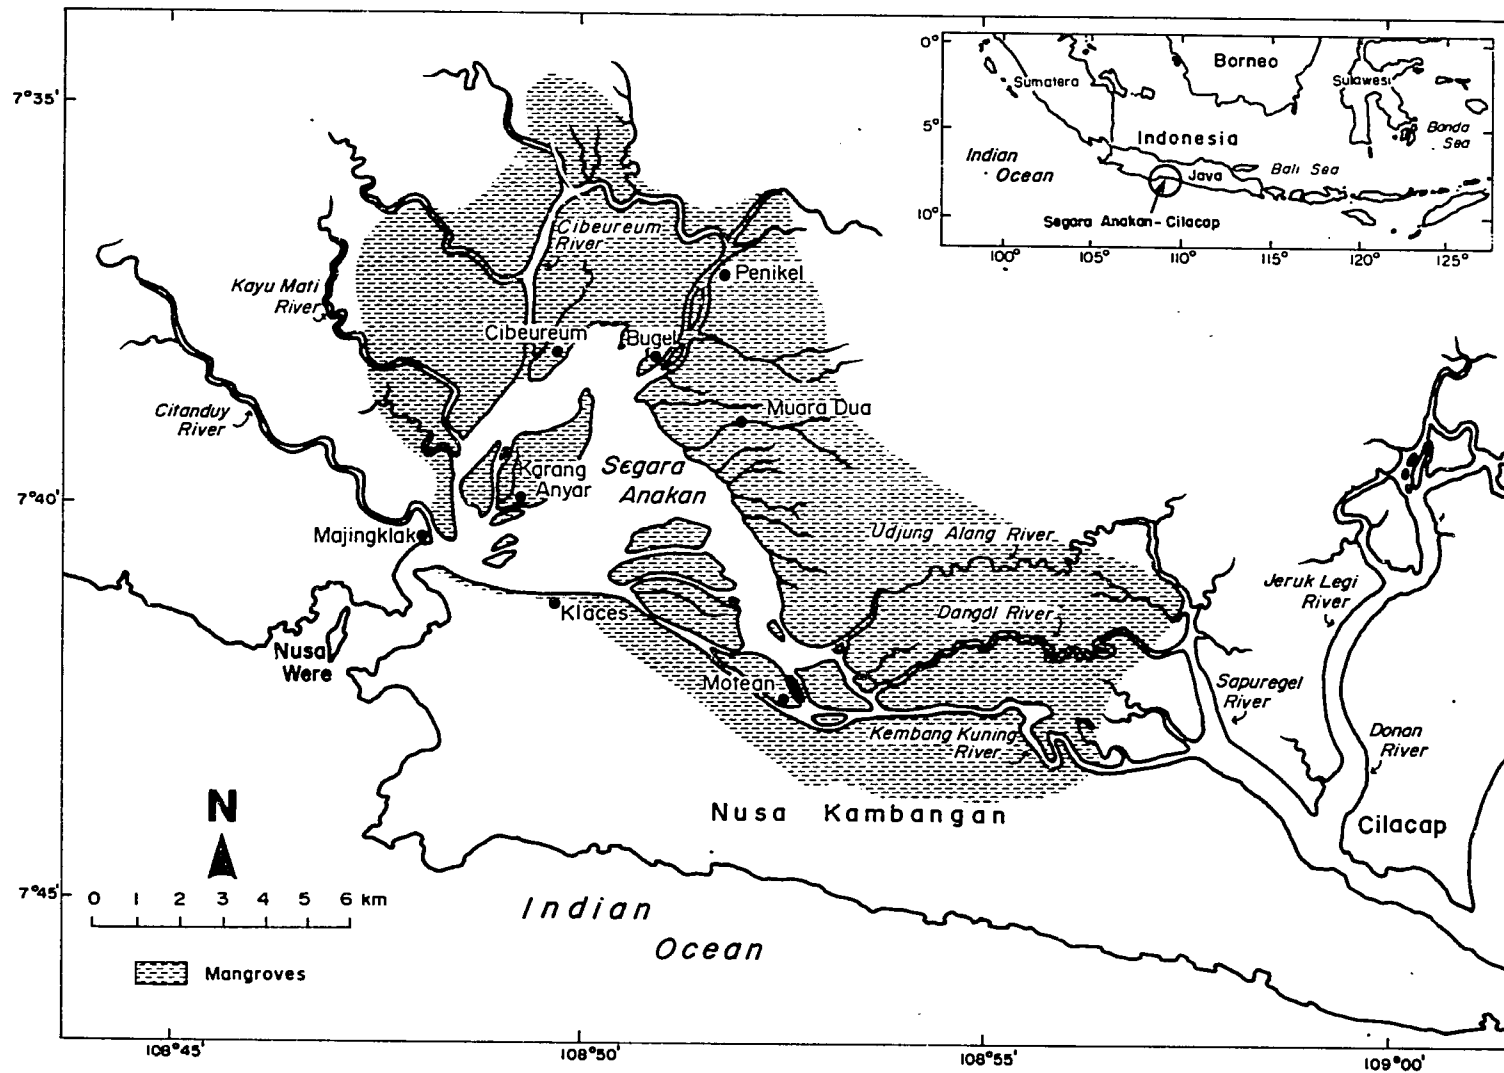 7°35'
7°40'
7°45'
108°45'
108°50'
108°55'
109°00'
0°
5°
10°
100°
105°
110°
115°
120°
125°
Sumatera
Borneo
Sulawesi
Indonesia
Banda
Sea
Indian
Ocean
Java
Bali Sea
Segara Anakan-Cilacap
Cibeureum
River
Kayu Mati
River
Penikel
Cibeureum
Bugel
Citanduy
River
Muara Dua
Karang
Anyar
Segara
Anakan
Majingklak
Udjung Alang River
Jeruk Legi
River
Klaces
Dangal River
Nusa
Were
Motean
Sapuregel
River
Kembang Kuning
River
Donan
River
Nusa Kambangan
Cilacap
N
0 1 2 3 4 5 6 km
Indian
Ocean
Mangroves